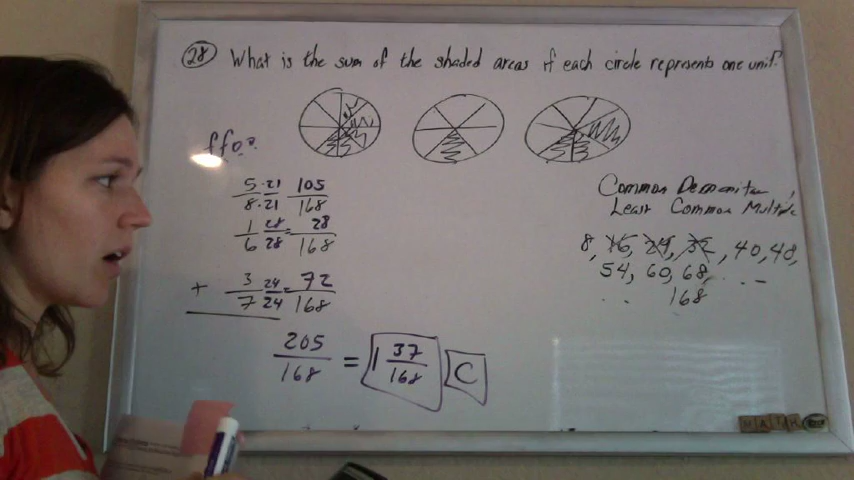 28 What is the sum of the shaded areas if each circle represents one unit?
5/8 · 21/21 105/168
1/6 28/28 = 28/168
+ 3/7 24/24 = 72/168
205/168 = 1 37/168 C
Common Demonitor
Least Common Multiple
8, 16, 24, 32, 40, 48,
54, 60, 68, . . –
. . 168
MATH